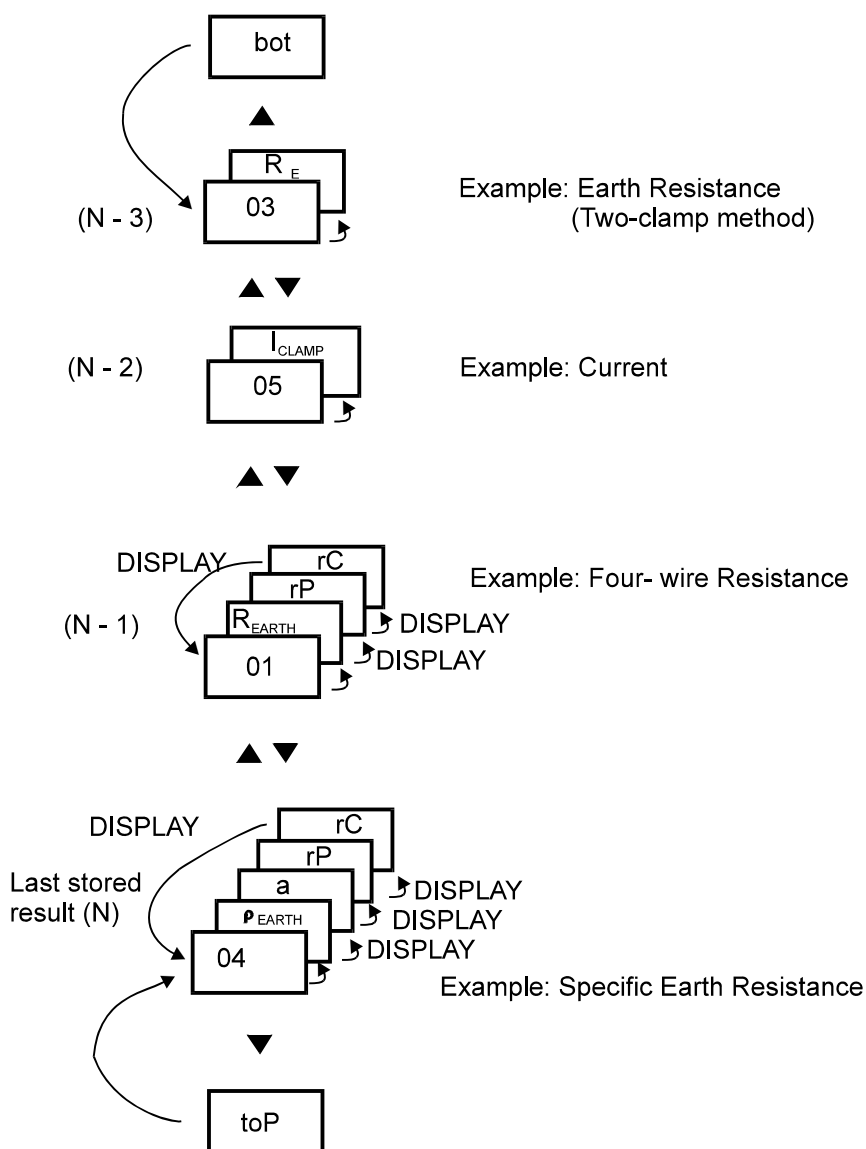 bot
R E
03
(N - 3)
Example: Earth Resistance
(Two-clamp method)
I CLAMP
05
(N - 2)
Example: Current
DISPLAY
rC
rP
R EARTH
01
(N - 1)
DISPLAY
DISPLAY
Example: Four- wire Resistance
DISPLAY
rC
rP
a
ρ EARTH
04
Last stored
result (N)
DISPLAY
DISPLAY
DISPLAY
Example: Specific Earth Resistance
toP